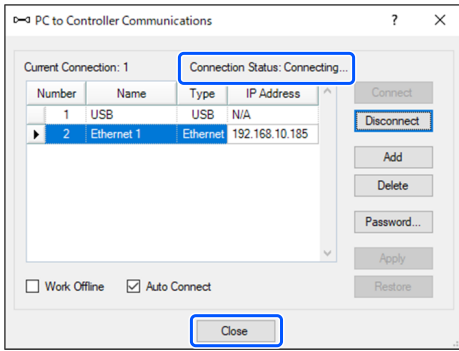 PC to Controller Communications
Current Connection: 1 Connection Status: Connecting...
Number Name Type IP Address
1 USB USB N/A
2 Ethernet 1 Ethernet 192.168.10.185
Connect
Disconnect
Add
Delete
Password...
Apply
Restore
Work Offline Auto Connect
Close